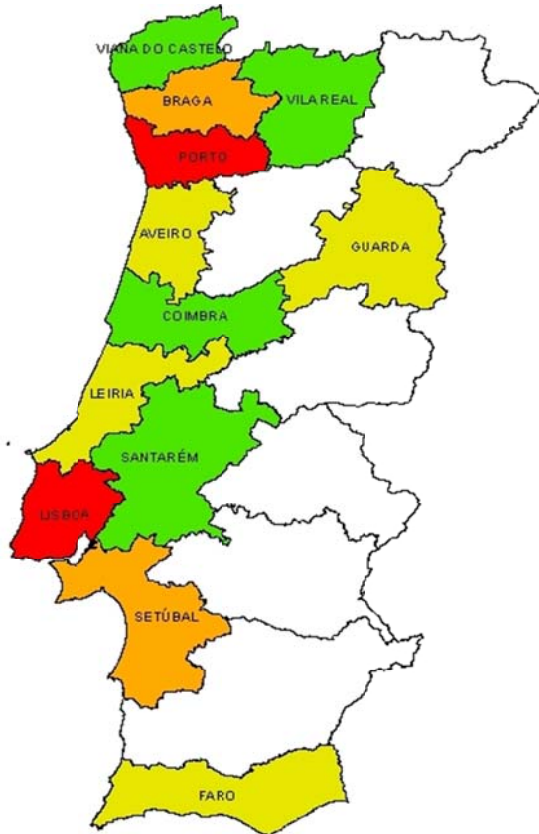 VIANA DO CASTELO
BRAGA
VILA REAL
PORTO
AVEIRO
GUARDA
COIMBRA
LEIRIA
SANTARÉM
LISBOA
SETÚBAL
FARO